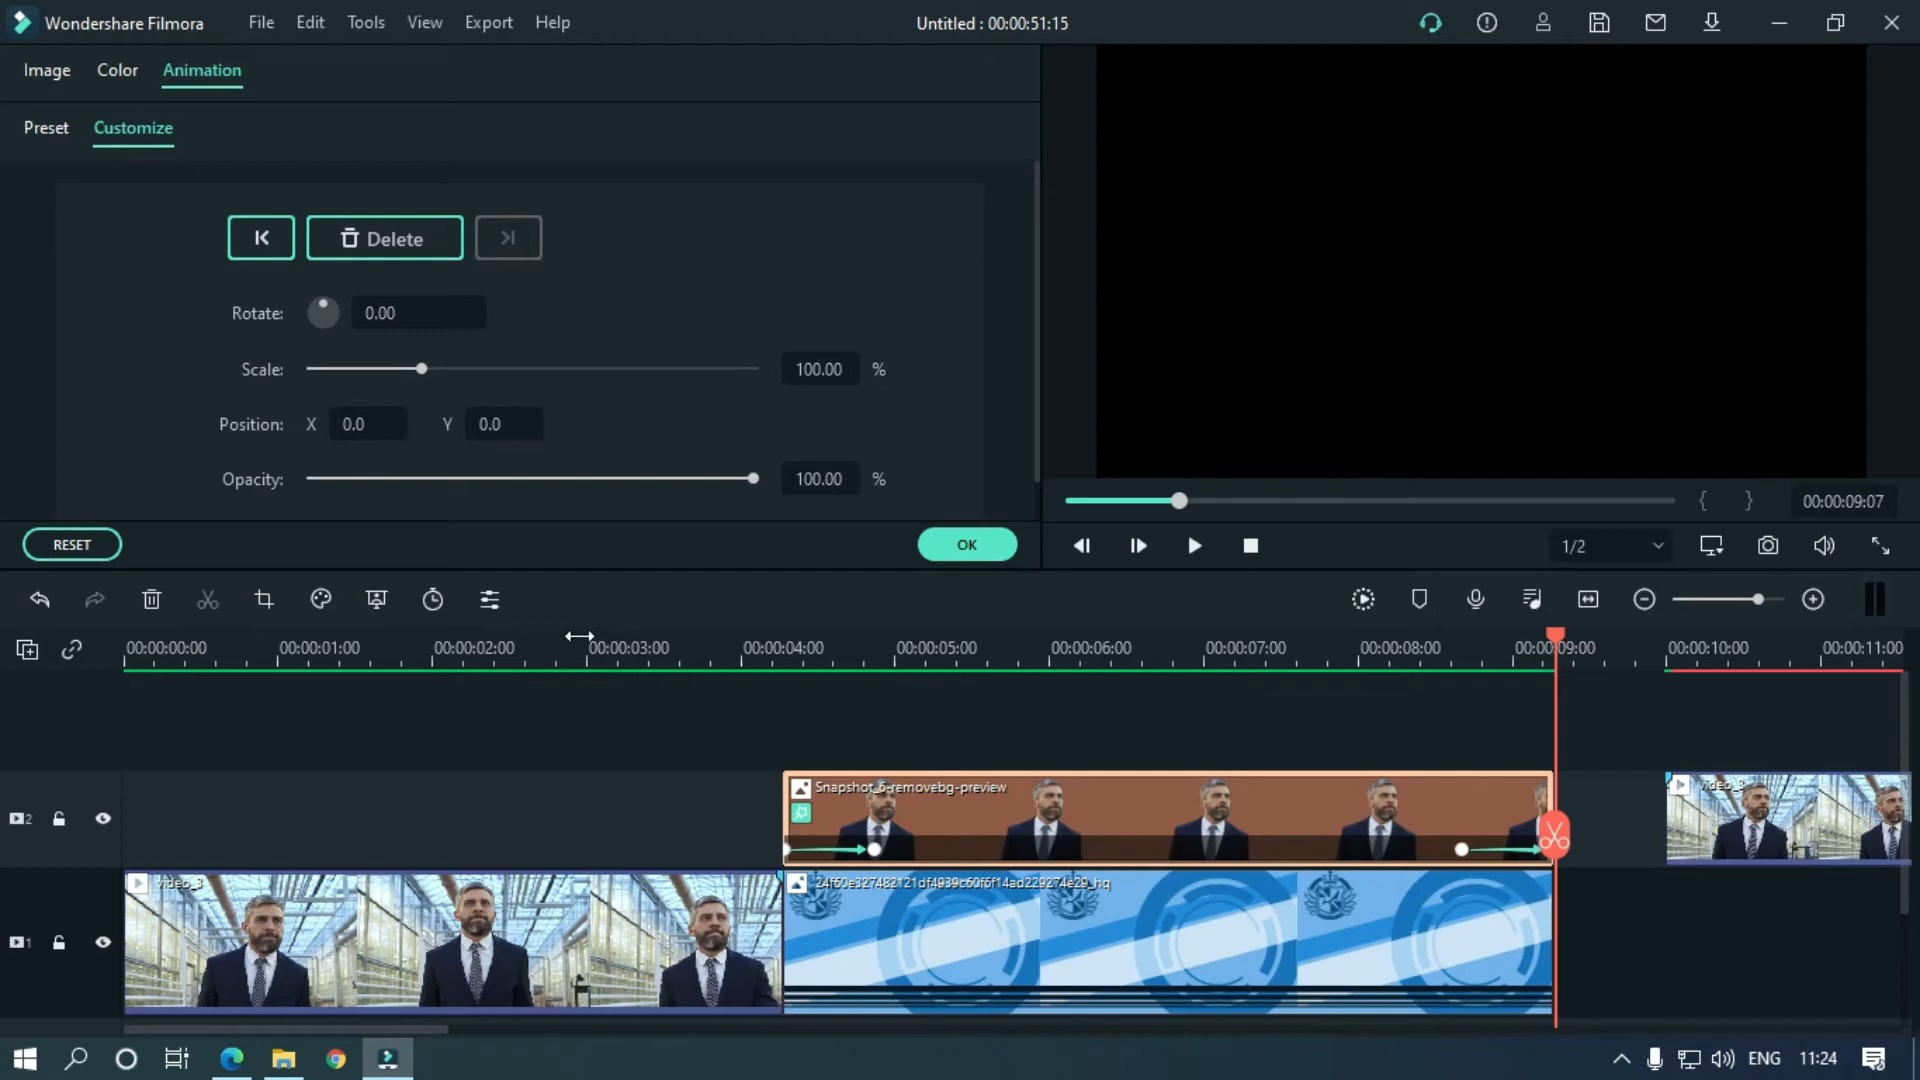 Wondershare Filmora File Edit Tools View Export Help Untitled : 00:00:51:15
Image Color Animation
Preset Customize
Delete
Rotate: 0.00
Scale: 100.00 %
Position: X 0.0 Y 0.0
Opacity: 100.00 %
{ } 00:00:09:07
RESET OK
1/2
00:00:00:00 00:00:01:00 00:00:02:00 00:00:03:00 00:00:04:00 00:00:05:00 00:00:06:00 00:00:07:00 00:00:08:00 00:00:09:00 00:00:10:00 00:00:11:00
2
Snapshot_6-removebg-preview
video_3
1
video_3
24f60e327482121df4939c60f6f14ad229274e29_hq
ENG 11:24